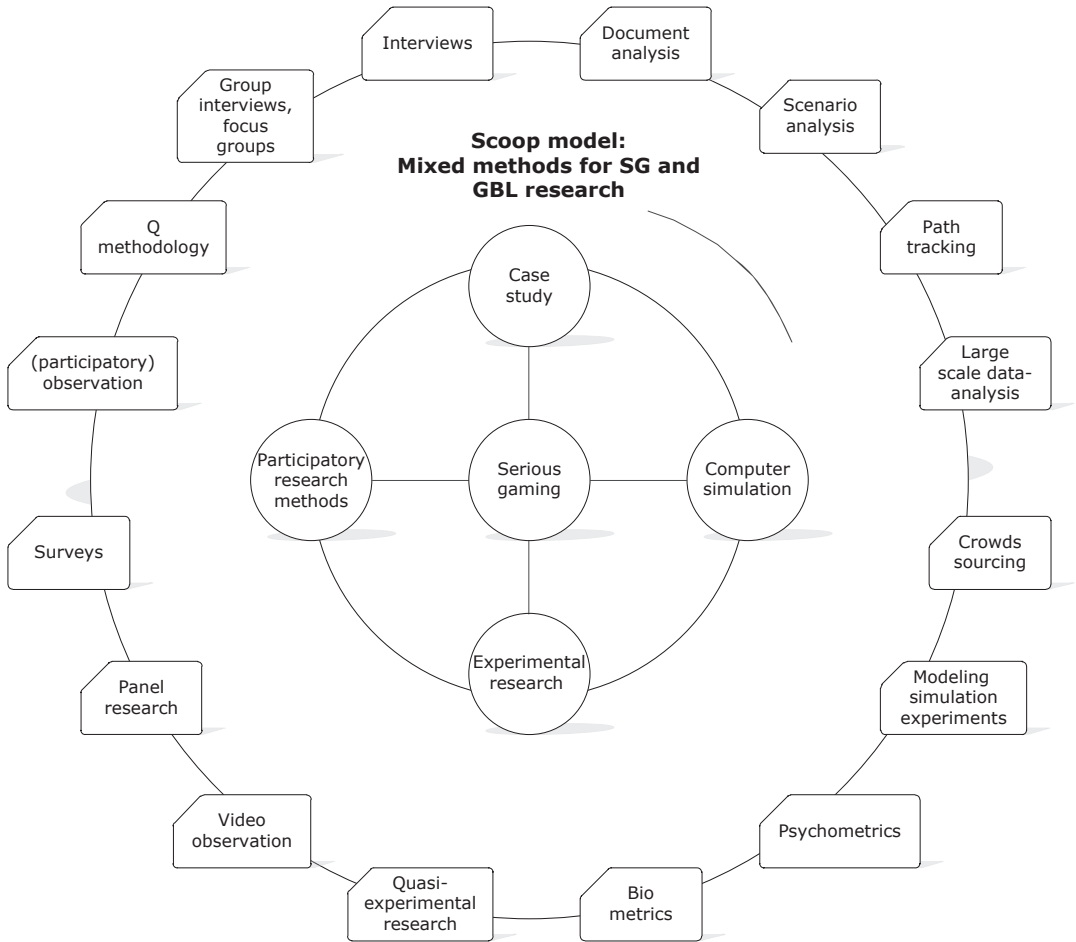 Interviews
Document
analysis
Group
interviews,
focus
groups
Scenario
analysis
Scoop model:
Mixed methods for SG and
GBL research
Q
methodology
Path
tracking
Case
study
(participatory)
observation
Large
scale data-
analysis
Participatory
research
methods
Serious
gaming
Computer
simulation
Surveys
Crowds
sourcing
Experimental
research
Panel
research
Modeling
simulation
experiments
Video
observation
Psychometrics
Quasi-
experimental
research
Bio
metrics